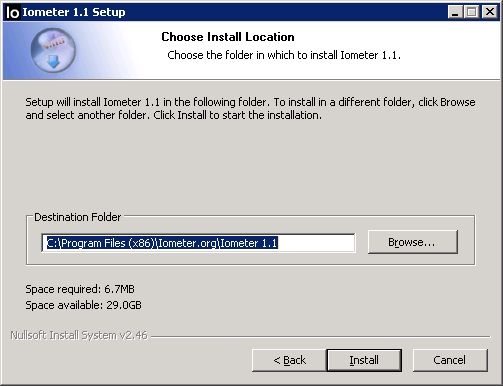 Io Iometer 1.1 Setup
Choose Install Location
Choose the folder in which to install Iometer 1.1.
Setup will install Iometer 1.1 in the following folder. To install in a different folder, click Browse
and select another folder. Click Install to start the installation.
Destination Folder
C:\Program Files (x86)\Iometer.org\Iometer 1.1
Browse...
Space required: 6.7MB
Space available: 29.0GB
Nullsoft Install System v2.46
< Back
Install
Cancel